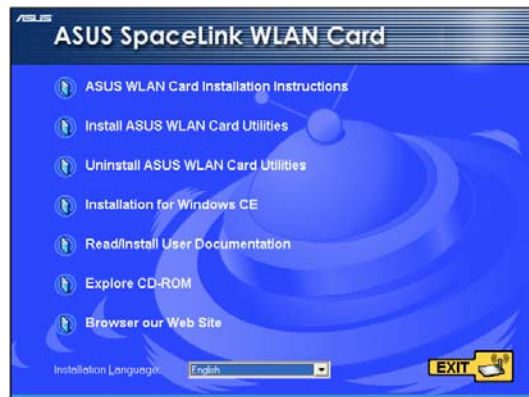 ASUS
ASUS SpaceLink WLAN Card
ASUS WLAN Card Installation Instructions
Install ASUS WLAN Card Utilities
Uninstall ASUS WLAN Card Utilities
Installation for Windows CE
Read/Install User Documentation
Explore CD-ROM
Browser our Web Site
Installation Language: English
EXIT